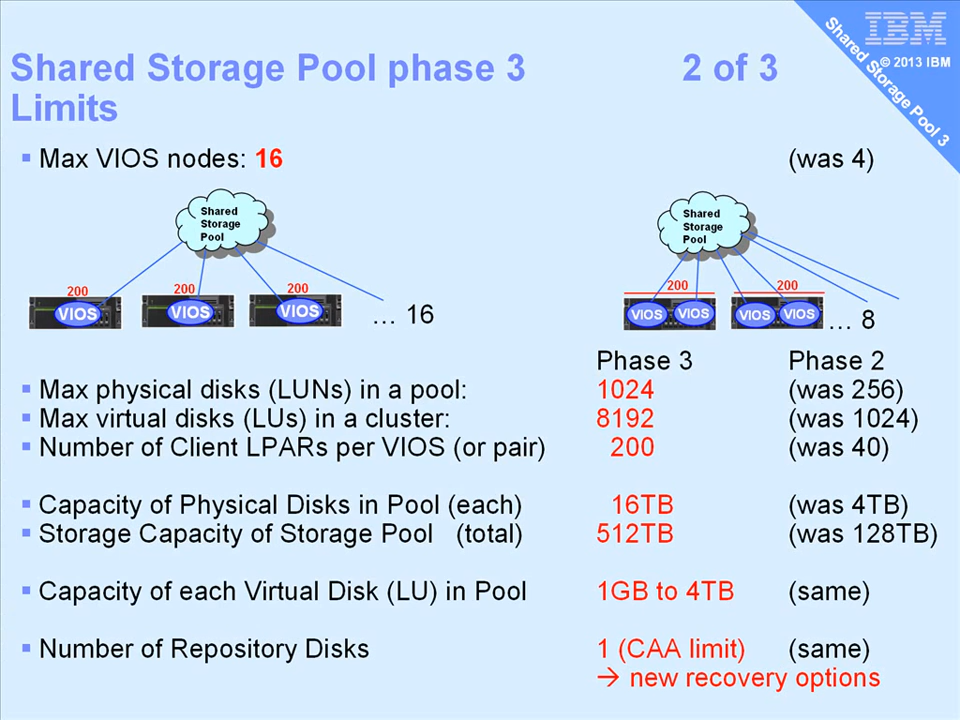 Shared Storage Pool phase 3 2 of 3
Limits
IBM
© 2013 IBM
Shared Storage Pool 3
▪ Max VIOS nodes: 16 (was 4)
Shared
Storage
Pool
200 200 200
VIOS VIOS VIOS
… 16
Shared
Storage
Pool
200 200
VIOS VIOS VIOS VIOS
… 8
Phase 3 Phase 2
▪ Max physical disks (LUNs) in a pool: 1024 (was 256)
▪ Max virtual disks (LUs) in a cluster: 8192 (was 1024)
▪ Number of Client LPARs per VIOS (or pair) 200 (was 40)
▪ Capacity of Physical Disks in Pool (each) 16TB (was 4TB)
▪ Storage Capacity of Storage Pool (total) 512TB (was 128TB)
▪ Capacity of each Virtual Disk (LU) in Pool 1GB to 4TB (same)
▪ Number of Repository Disks 1 (CAA limit) (same)
→ new recovery options